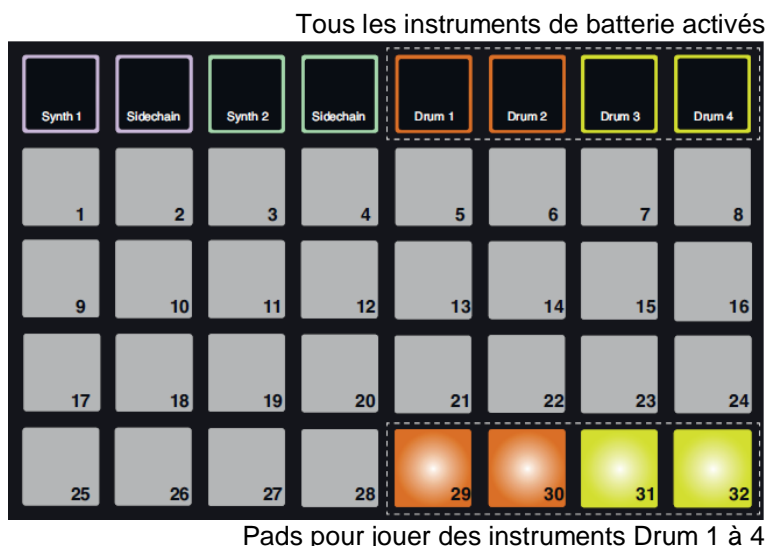 Tous les instruments de batterie activés
Synth 1 Sidechain Synth 2 Sidechain Drum 1 Drum 2 Drum 3 Drum 4
1 2 3 4 5 6 7 8
9 10 11 12 13 14 15 16
17 18 19 20 21 22 23 24
25 26 27 28 29 30 31 32
Pads pour jouer des instruments Drum 1 à 4